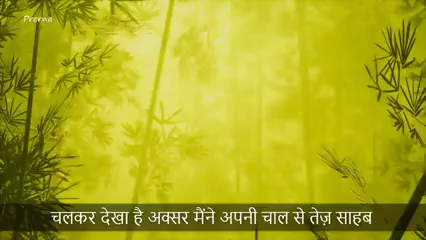 Prerna
चलकर देखा है अक्सर मैंने अपनी चाल से तेज़ साहब